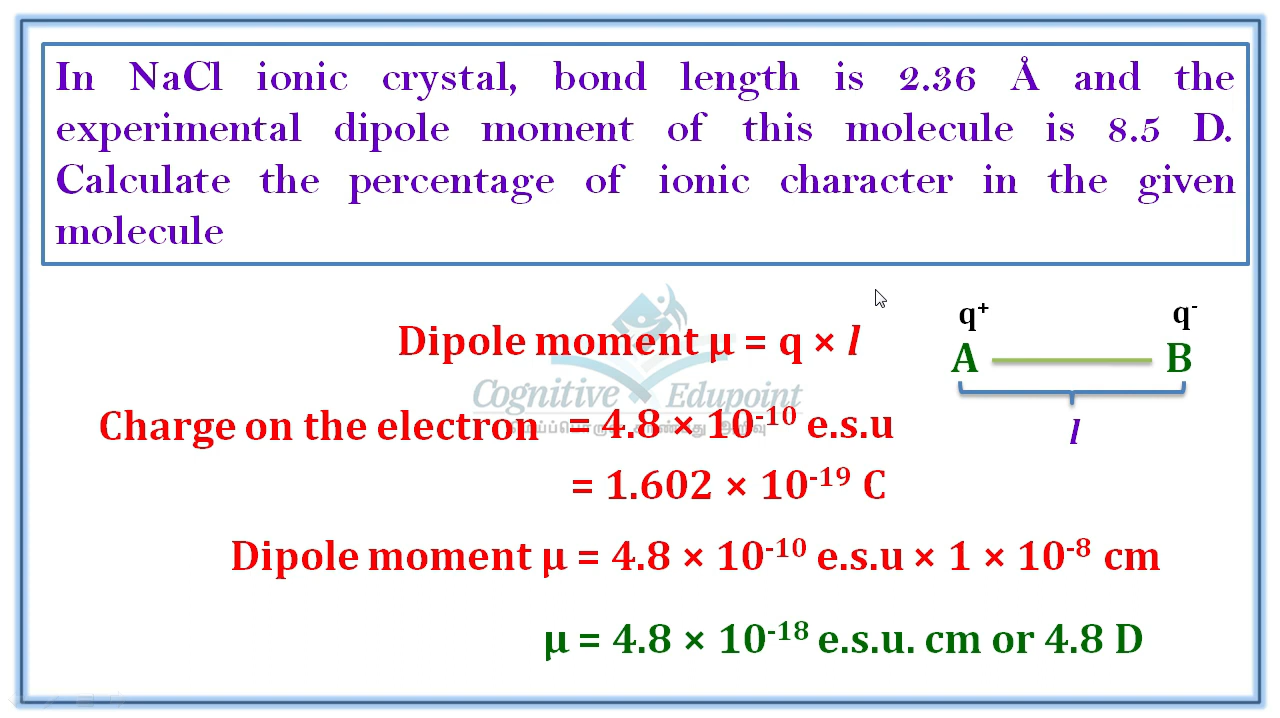 In NaCl ionic crystal, bond length is 2.36 Å and the
experimental dipole moment of this molecule is 8.5 D.
Calculate the percentage of ionic character in the given
molecule
Dipole moment μ = q × l
q⁺ q⁻
A B
l
Cognitive Edupoint
Charge on the electron = 4.8 × 10⁻¹⁰ e.s.u
= 1.602 × 10⁻¹⁹ C
Dipole moment μ = 4.8 × 10⁻¹⁰ e.s.u × 1 × 10⁻⁸ cm
μ = 4.8 × 10⁻¹⁸ e.s.u. cm or 4.8 D